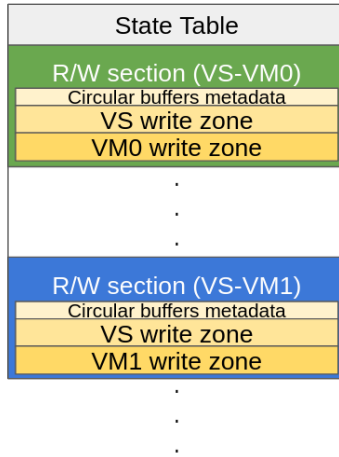 State Table
R/W section (VS-VM0)
Circular buffers metadata
VS write zone
VM0 write zone
.
.
.
R/W section (VS-VM1)
Circular buffers metadata
VS write zone
VM1 write zone
.
.
.